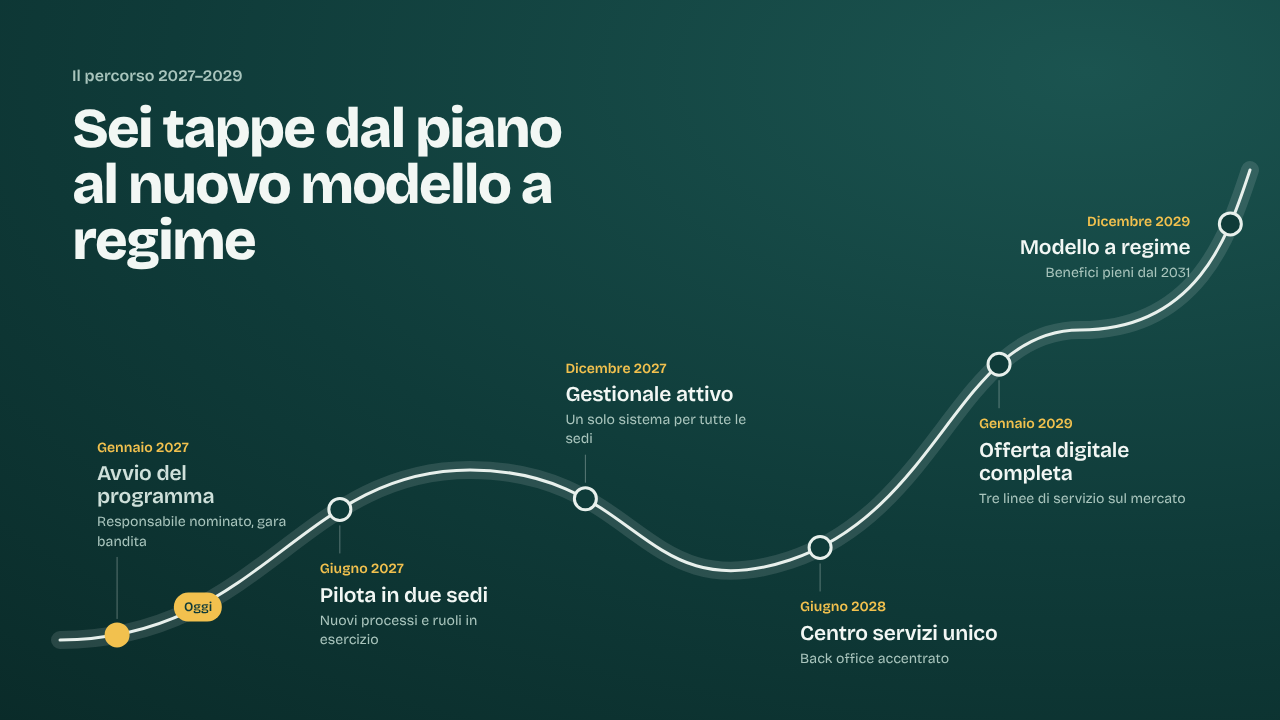 Il percorso 2027–2029
Sei tappe dal piano
al nuovo modello a
regime
Gennaio 2027
Avvio del
programma
Responsabile nominato, gara
bandita
Oggi
Giugno 2027
Pilota in due sedi
Nuovi processi e ruoli in
esercizio
Dicembre 2027
Gestionale attivo
Un solo sistema per tutte le
sedi
Giugno 2028
Centro servizi unico
Back office accentrato
Gennaio 2029
Offerta digitale
completa
Tre linee di servizio sul mercato
Dicembre 2029
Modello a regime
Benefici pieni dal 2031